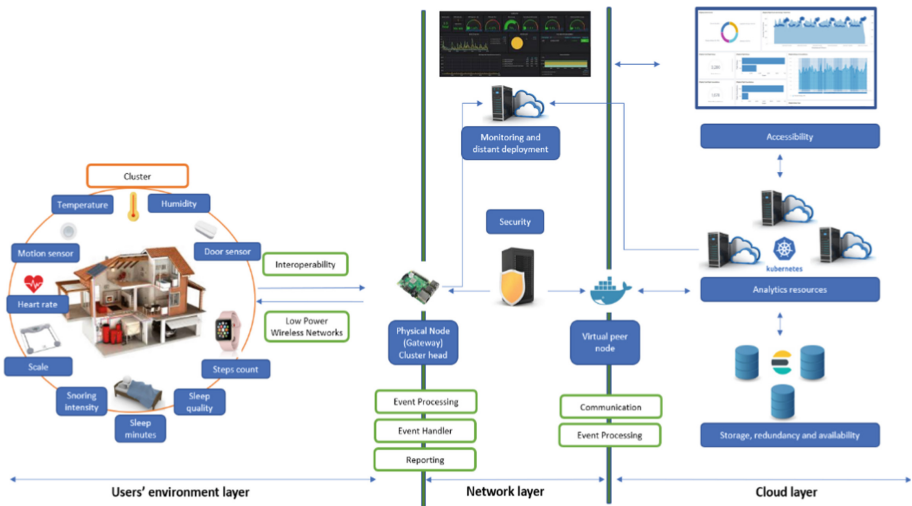 Cluster
Temperature
Humidity
Motion sensor
Door sensor
Heart rate
Scale
Steps count
Snoring
intensity
Sleep
quality
Sleep
minutes
Interoperability
Low Power
Wireless Networks
Monitoring and
distant deployment
Security
Physical Node
(Gateway)
Cluster head
Virtual peer
node
Event Processing
Event Handler
Reporting
Communication
Event Processing
Accessibility
kubernetes
Analytics resources
Storage, redundancy and availability
Users' environment layer
Network layer
Cloud layer